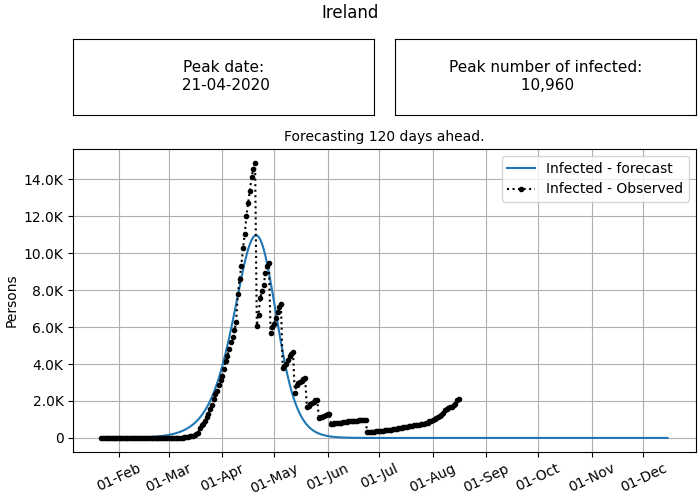 Ireland
Peak date:
21-04-2020
Peak number of infected:
10,960
Forecasting 120 days ahead.
Infected - forecast
Infected - Observed
14.0K
12.0K
10.0K
8.0K
6.0K
4.0K
2.0K
0
Persons
01-Feb
01-Mar
01-Apr
01-May
01-Jun
01-Jul
01-Aug
01-Sep
01-Oct
01-Nov
01-Dec